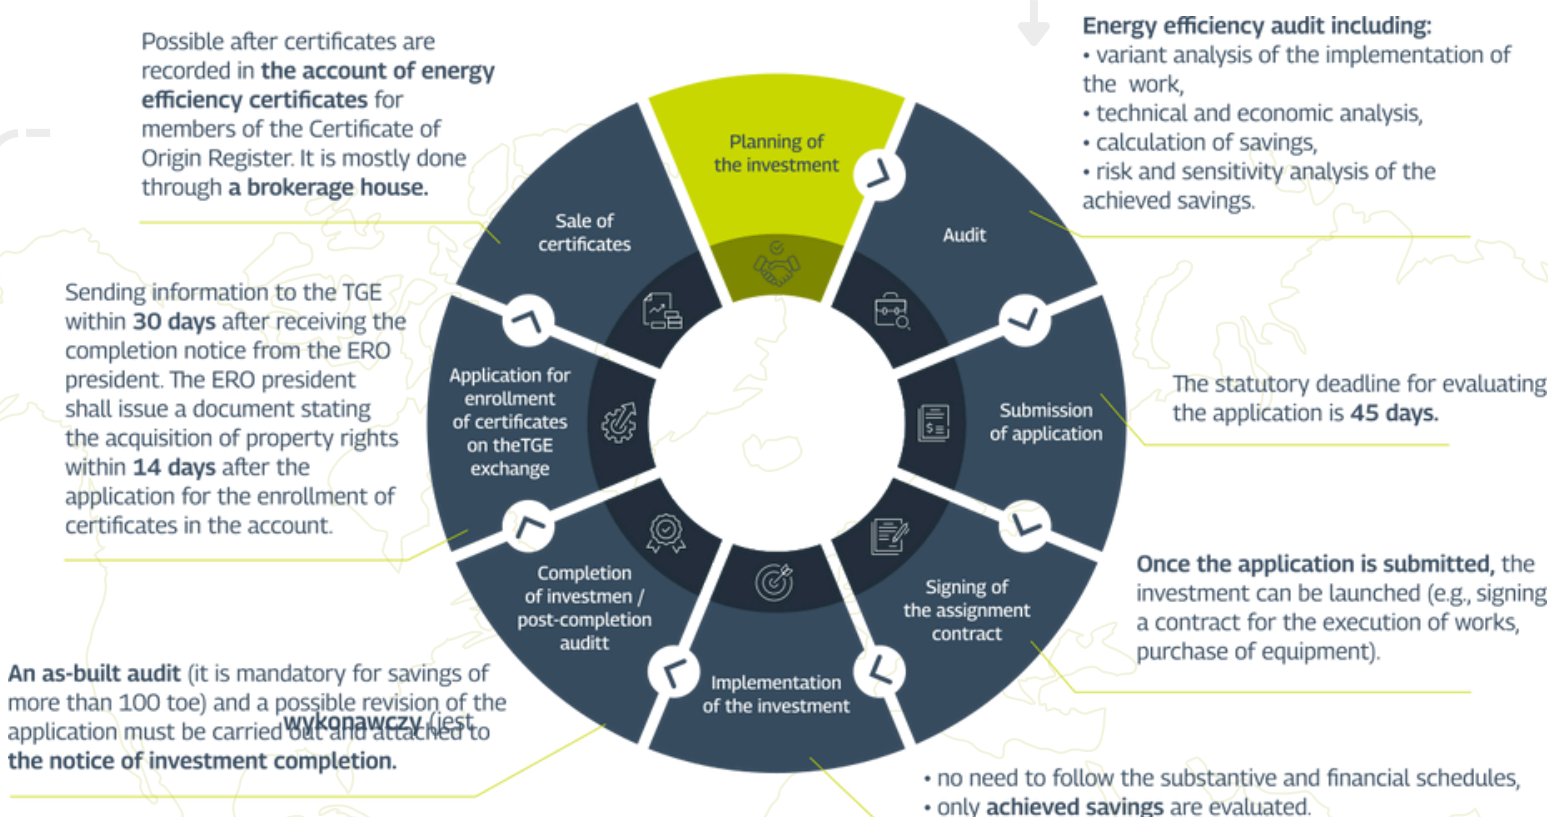 Possible after certificates are
recorded in the account of energy
efficiency certificates for
members of the Certificate of
Origin Register. It is mostly done
through a brokerage house.
Energy efficiency audit including:
• variant analysis of the implementation of
the work,
• technical and economic analysis,
• calculation of savings,
• risk and sensitivity analysis of the
achieved savings.
Planning of
the investment
Sale of
certificates
Audit
Sending information to the TGE
within 30 days after receiving the
completion notice from the ERO
president. The ERO president
shall issue a document stating
the acquisition of property rights
within 14 days after the
application for the enrollment of
certificates in the account.
Application for
enrollment
of certificates
on theTGE
exchange
Submission
of application
The statutory deadline for evaluating
the application is 45 days.
Completion
of investmen /
post-completion
auditt
Signing of
the assignment
contract
Once the application is submitted, the
investment can be launched (e.g., signing
a contract for the execution of works,
purchase of equipment).
Implementation
of the investment
An as-built audit (it is mandatory for savings of
more than 100 toe) and a possible revision of the
application must be carried out and attached to
wykonawczy (jest
the notice of investment completion.
• no need to follow the substantive and financial schedules,
• only achieved savings are evaluated.